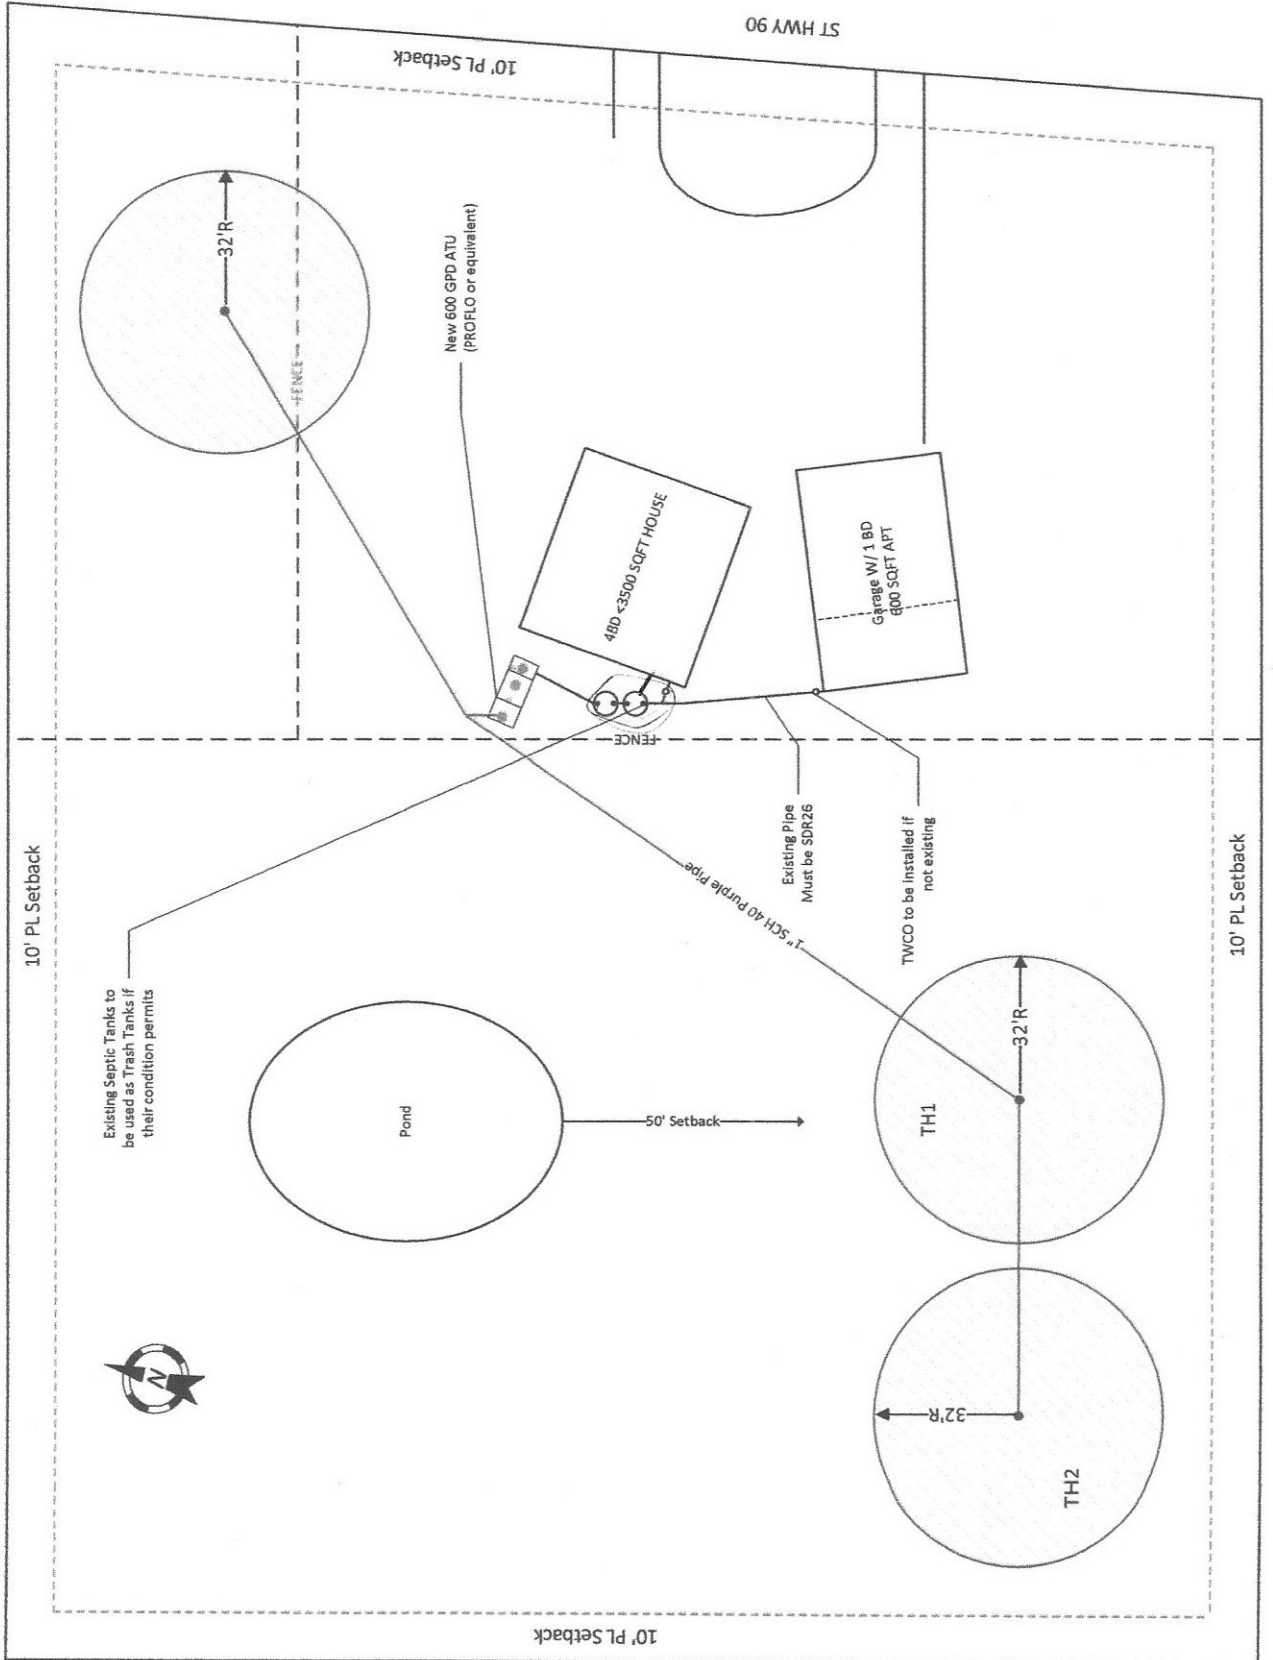 ST HWY 90
10' PL Setback
32'R
FENCE
New 600 GPD ATU
(PROFLO or equivalent)
4BD <3500 SQFT HOUSE
Garage W/ 1 BD
600 SQFT APT
FENCE
10' PL Setback
Existing Septic Tanks to
be used as Trash Tanks if
their condition permits
1" SCH 40 Purple Pipe
Existing Pipe
Must be SDR26
TWCO to be installed if
not existing
10' PL Setback
Pond
50' Setback
32'R
TH1
N
32'R
TH2
10' PL Setback